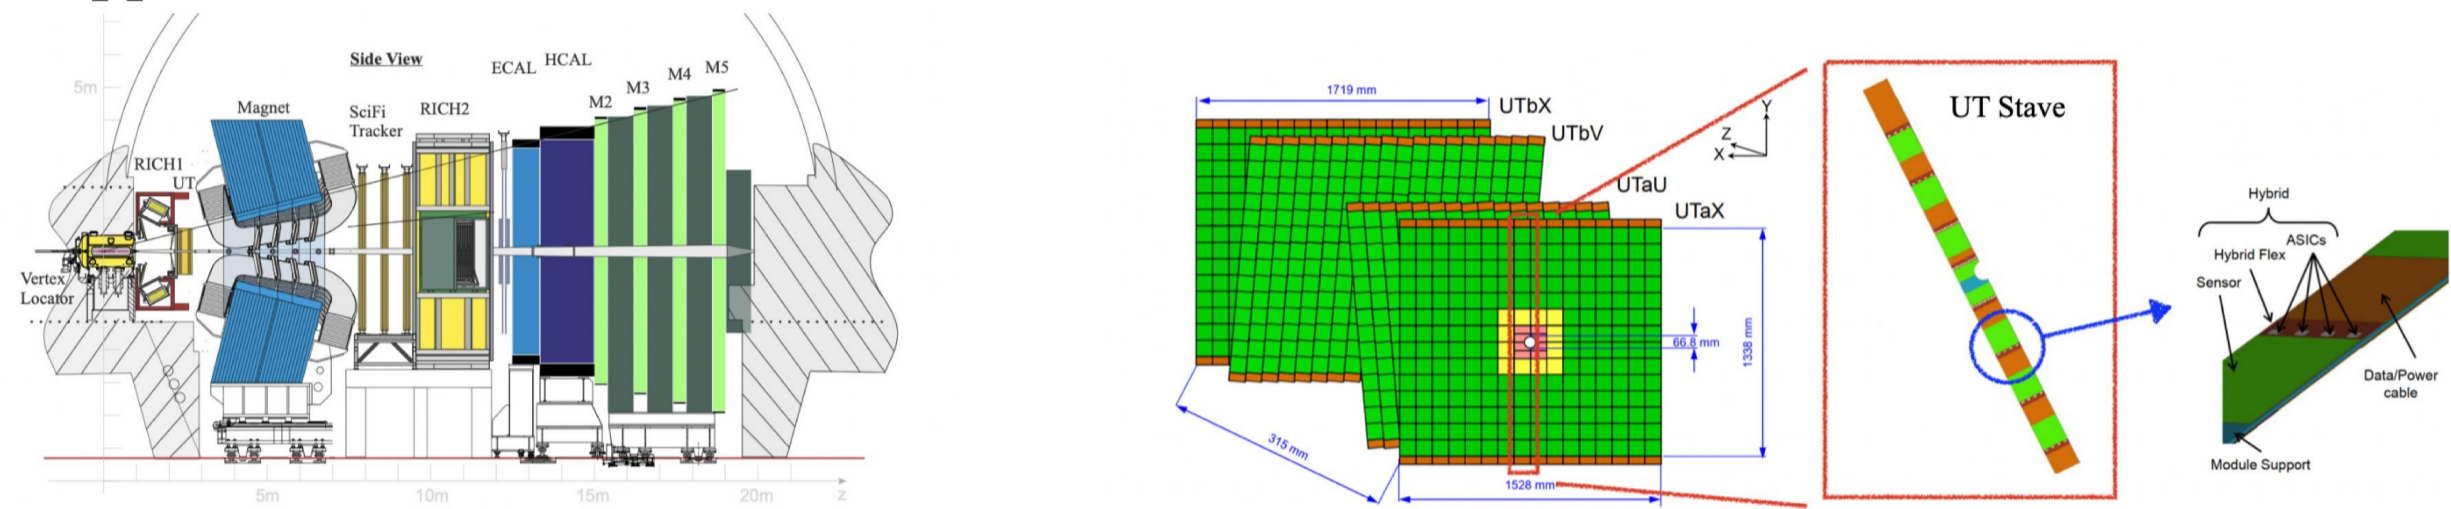 Side View
ECAL
HCAL
M2
M3
M4
M5
5m
Magnet
SciFi
Tracker
RICH2
RICH1
UT
Vertex
Locator
5m
10m
15m
20m
z
1719 mm
UTbX
UTbV
UTaU
UTaX
Y
Z
X
66.8 mm
1338 mm
315 mm
1528 mm
UT Stave
Hybrid
ASICs
Hybrid Flex
Sensor
Data/Power
cable
Module Support